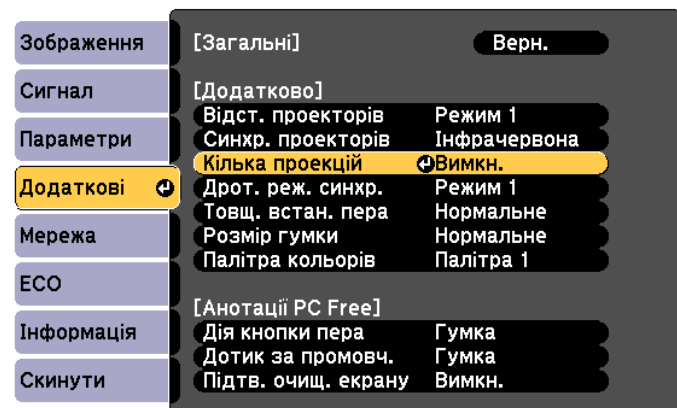 Зображення
Сигнал
Параметри
Додаткові
Мережа
ECO
Інформація
Скинути
[Загальні] Верн.
[Додатково]
Відст. проекторів Режим 1
Синхр. проекторів Інфрачервона
Кілька проекцій Вимкн.
Дрот. реж. синхр. Режим 1
Товщ. встан. пера Нормальне
Розмір гумки Нормальне
Палітра кольорів Палітра 1
[Анотації PC Free]
Дія кнопки пера Гумка
Дотик за промовч. Гумка
Підтв. очищ. екрану Вимкн.